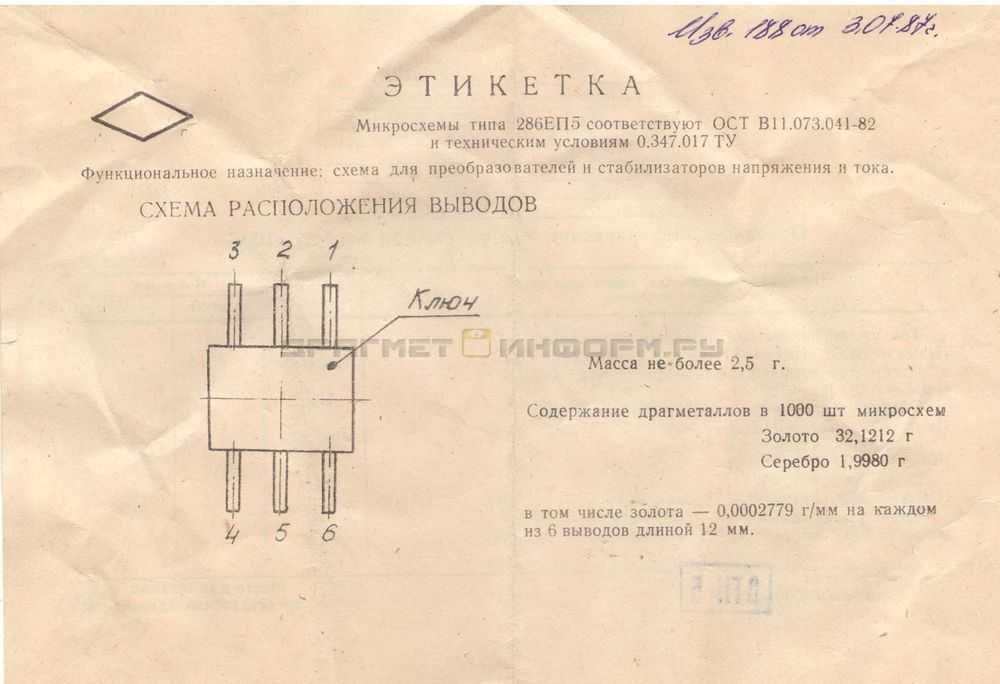 Изв. 188 от 3.07.87г.
ЭТИКЕТКА
Микросхемы типа 286ЕП5 соответствуют ОСТ В11.073.041-82
и техническим условиям 0.347.017 ТУ
Функциональное назначение: схема для преобразователей и стабилизаторов напряжения и тока.
СХЕМА РАСПОЛОЖЕНИЯ ВЫВОДОВ
3 2 1
Ключ
ДРАГМЕТ ИНФОРМ.РУ
Масса не более 2,5 г.
Содержание драгметаллов в 1000 шт микросхем
Золото 32,1212 г
Серебро 1,9980 г
в том числе золота — 0,0002779 г/мм на каждом
из 6 выводов длиной 12 мм.
4 5 6